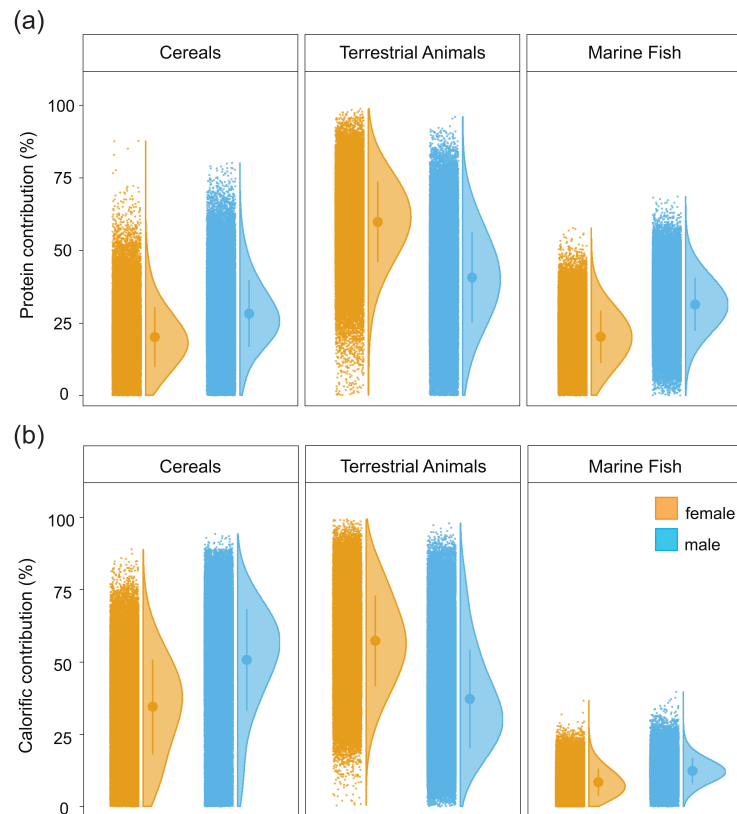 (a)
Cereals Terrestrial Animals Marine Fish
Protein contribution (%)
100
75
50
25
0
(b)
Cereals Terrestrial Animals Marine Fish
Calorific contribution (%)
100
75
50
25
0
female
male